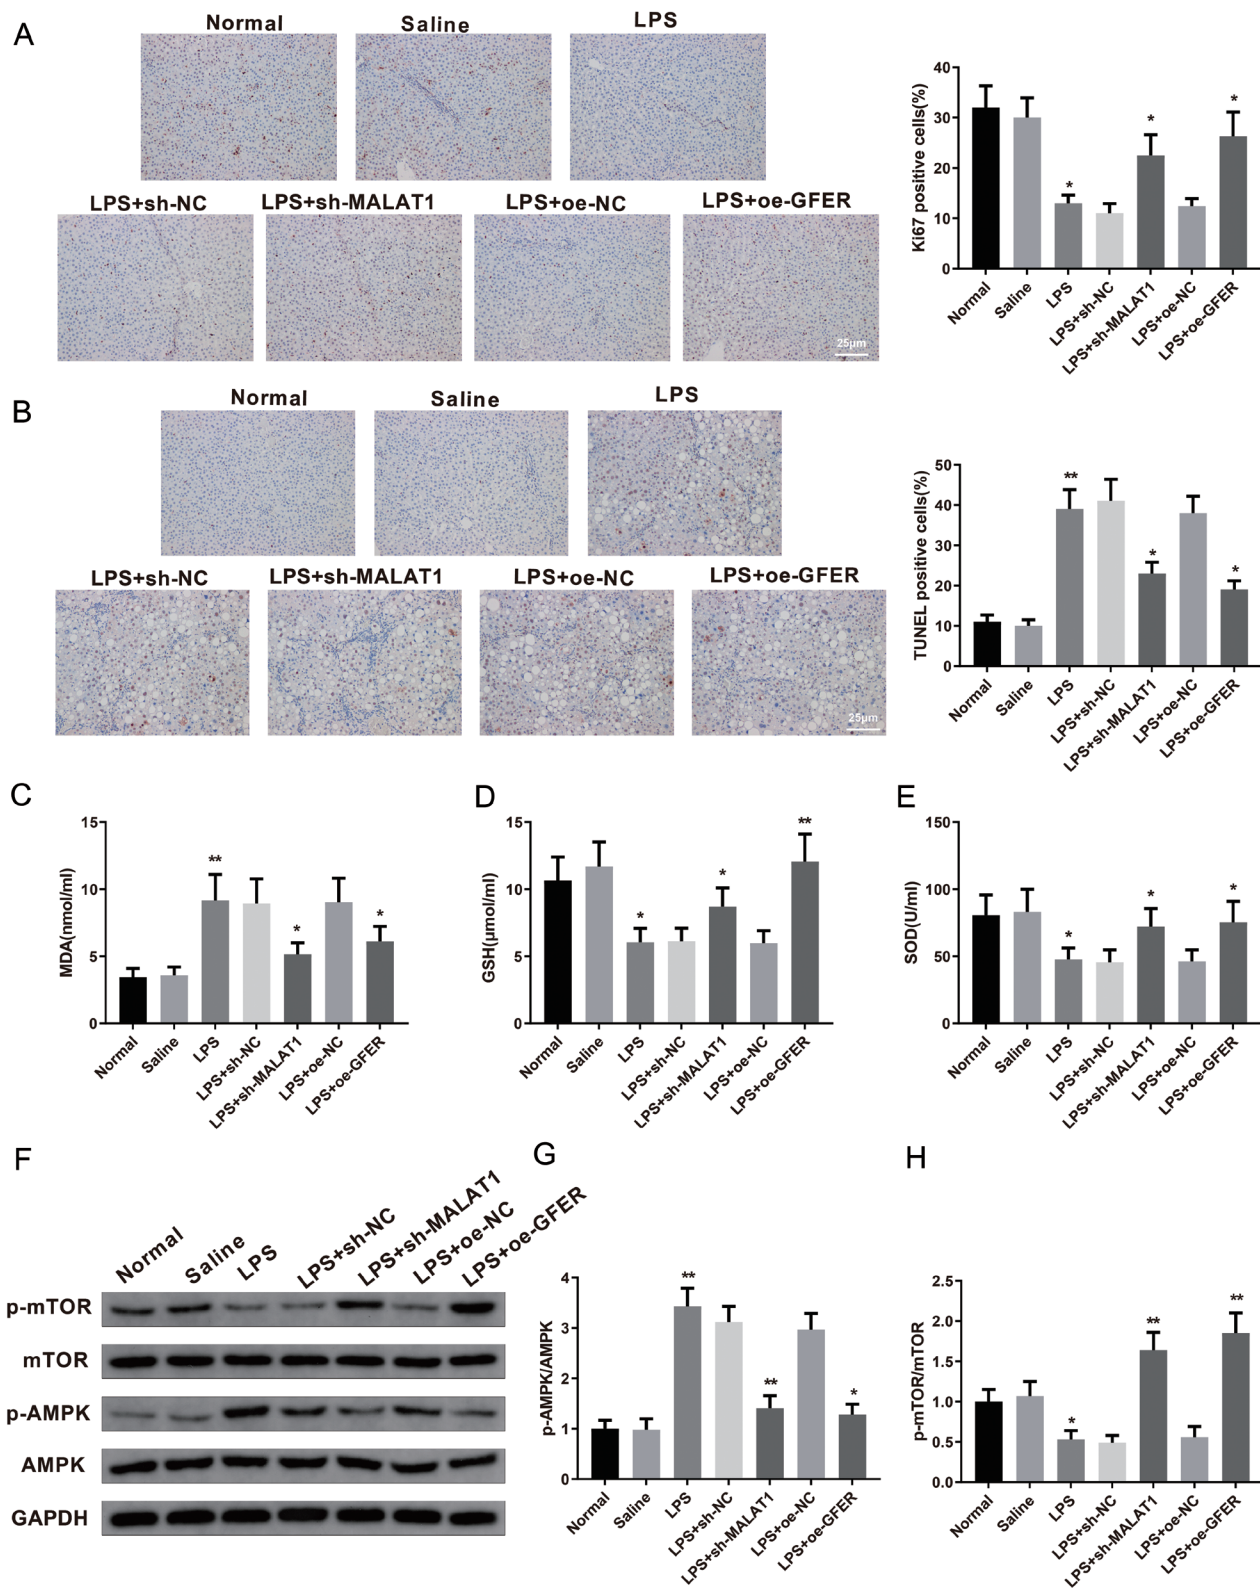 A
Normal
Saline
LPS
LPS+sh-NC
LPS+sh-MALAT1
LPS+oe-NC
LPS+oe-GFER
25μm
Ki67 positive cells(%)
40
30
20
10
0
*
*
*
Normal
Saline
LPS
LPS+sh-NC
LPS+sh-MALAT1
LPS+oe-NC
LPS+oe-GFER
B
Normal
Saline
LPS
LPS+sh-NC
LPS+sh-MALAT1
LPS+oe-NC
LPS+oe-GFER
25μm
TUNEL positive cells(%)
50
40
30
20
10
0
**
*
*
Normal
Saline
LPS
LPS+sh-NC
LPS+sh-MALAT1
LPS+oe-NC
LPS+oe-GFER
C
MDA(nmol/ml)
15
10
5
0
**
*
*
Normal
Saline
LPS
LPS+sh-NC
LPS+sh-MALAT1
LPS+oe-NC
LPS+oe-GFER
D
GSH(μmol/ml)
15
10
5
0
*
*
**
Normal
Saline
LPS
LPS+sh-NC
LPS+sh-MALAT1
LPS+oe-NC
LPS+oe-GFER
E
SOD(U/ml)
150
100
50
0
*
*
*
Normal
Saline
LPS
LPS+sh-NC
LPS+sh-MALAT1
LPS+oe-NC
LPS+oe-GFER
F
Normal
Saline
LPS
LPS+sh-NC
LPS+sh-MALAT1
LPS+oe-NC
LPS+oe-GFER
p-mTOR
mTOR
p-AMPK
AMPK
GAPDH
G
p-AMPK/AMPK
4
3
2
1
0
**
**
*
Normal
Saline
LPS
LPS+sh-NC
LPS+sh-MALAT1
LPS+oe-NC
LPS+oe-GFER
H
p-mTOR/mTOR
2.5
2.0
1.5
1.0
0.5
0.0
*
**
**
Normal
Saline
LPS
LPS+sh-NC
LPS+sh-MALAT1
LPS+oe-NC
LPS+oe-GFER